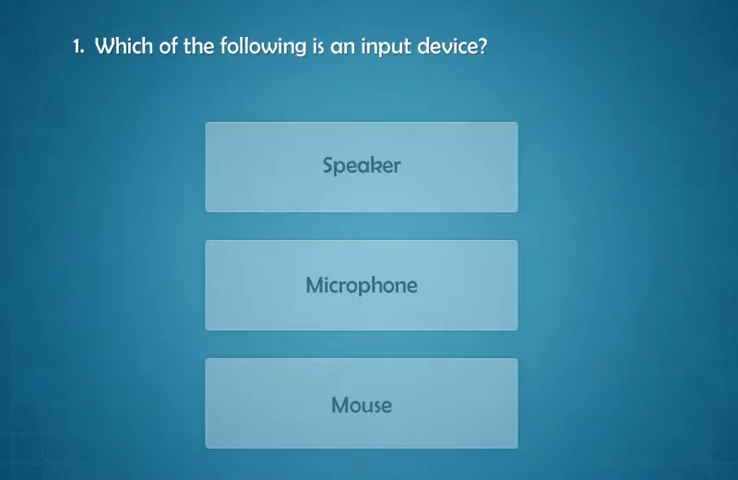 1. Which of the following is an input device?
Speaker
Microphone
Mouse